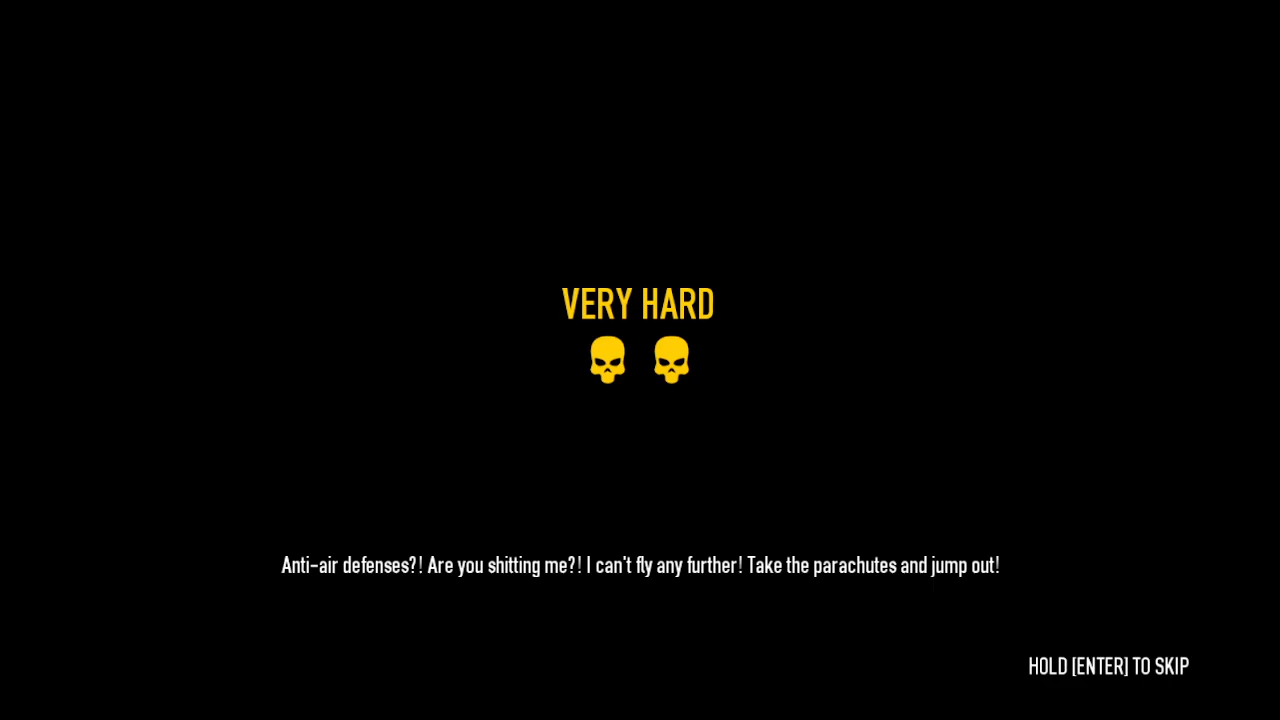 VERY HARD
Anti-air defenses?! Are you shitting me?! I can't fly any further! Take the parachutes and jump out!
HOLD [ENTER] TO SKIP